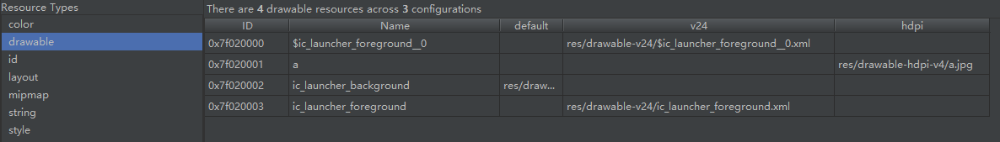 Resource Types
color
drawable
id
layout
mipmap
string
style
There are 4 drawable resources across 3 configurations
ID Name default v24 hdpi
0x7f020000 $ic_launcher_foreground__0 res/drawable-v24/$ic_launcher_foreground__0.xml
0x7f020001 a res/drawable-hdpi-v4/a.jpg
0x7f020002 ic_launcher_background res/draw...
0x7f020003 ic_launcher_foreground res/drawable-v24/ic_launcher_foreground.xml